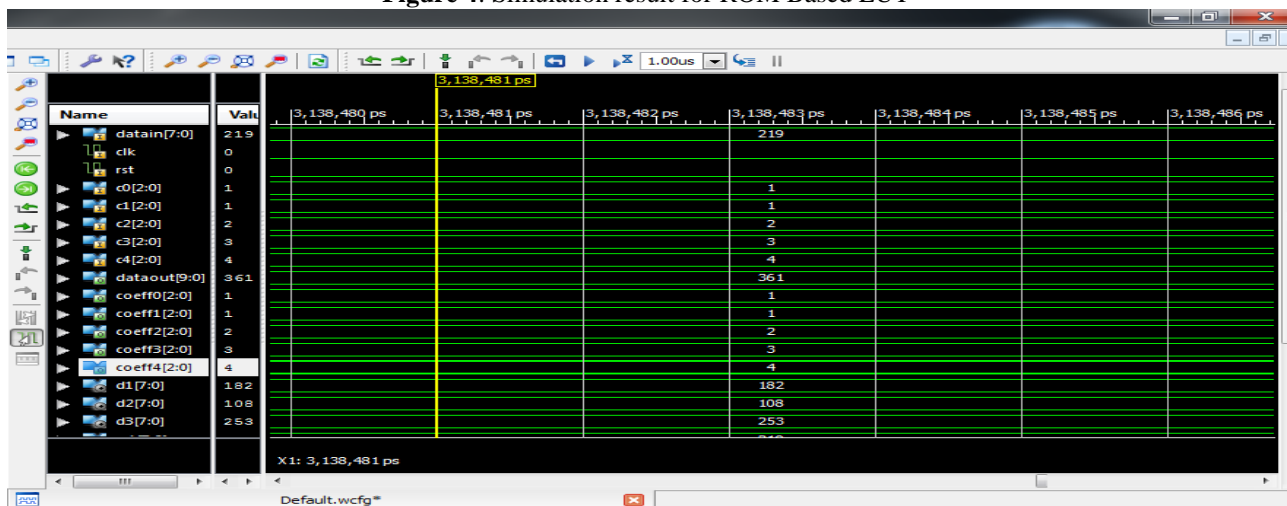 Figure 4. Simulation result for ROM Based LUT
1.00us
3,138,481 ps
Name Valu 3,138,480 ps 3,138,481 ps 3,138,482 ps 3,138,483 ps 3,138,484 ps 3,138,485 ps 3,138,486 ps
datain[7:0] 219 219
clk 0
rst 0
c0[2:0] 1 1
c1[2:0] 1 1
c2[2:0] 2 2
c3[2:0] 3 3
c4[2:0] 4 4
dataout[9:0] 361 361
coeff0[2:0] 1 1
coeff1[2:0] 1 1
coeff2[2:0] 2 2
coeff3[2:0] 3 3
coeff4[2:0] 4 4
d1[7:0] 182 182
d2[7:0] 108 108
d3[7:0] 253 253
X1: 3,138,481 ps
Default.wcfg*